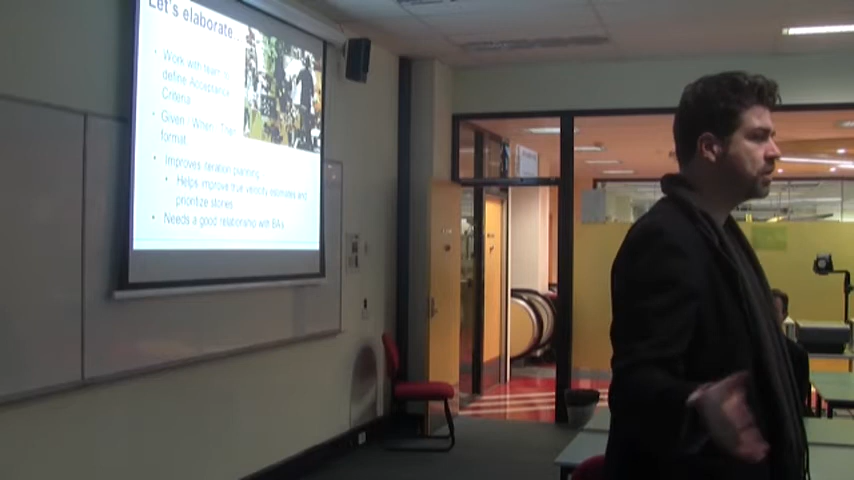 Let's elaborate...
• Work with team to
define Acceptance
Criteria
• Given - When - Then
format
• Improves iteration planning
• Helps improve true velocity estimates and
prioritize stories
• Needs a good relationship with BA's